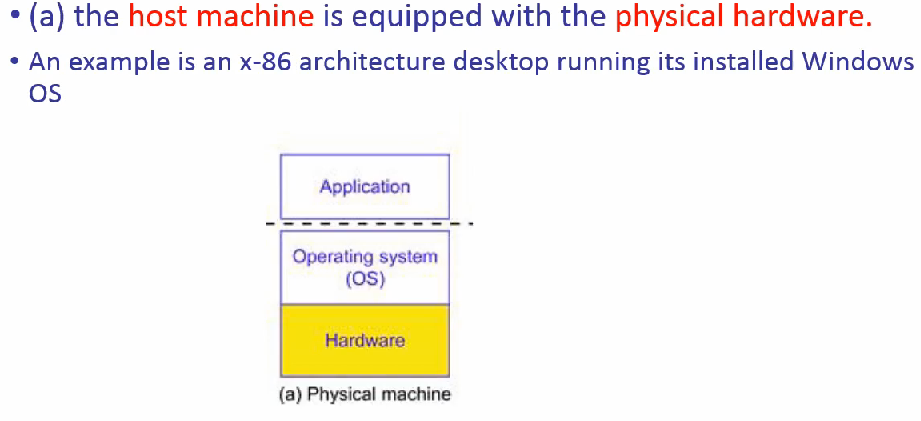 • (a) the host machine is equipped with the physical hardware.
• An example is an x-86 architecture desktop running its installed Windows
OS
Application
Operating system
(OS)
Hardware
(a) Physical machine